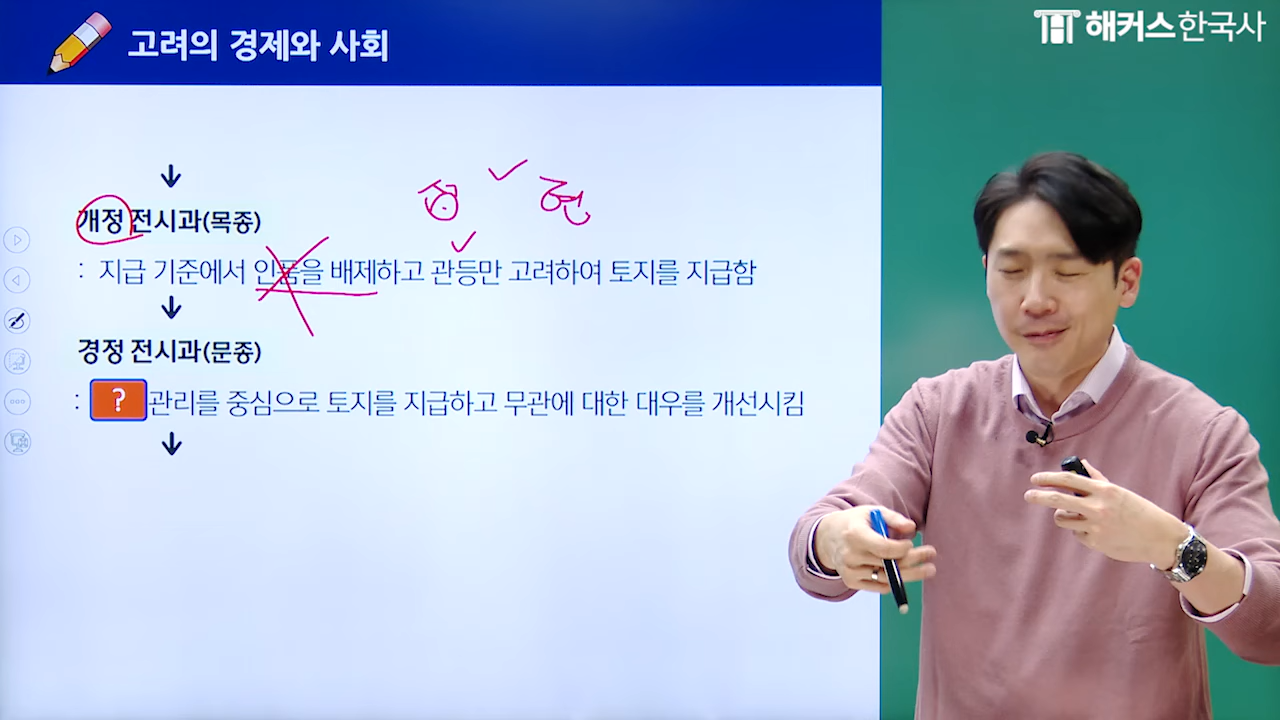 고려의 경제와 사회
해커스한국사
전 현
개정 전시과(목종)
: 지급 기준에서 인품을 배제하고 관등만 고려하여 토지를 지급함
경정 전시과(문종)
: ? 관리를 중심으로 토지를 지급하고 무관에 대한 대우를 개선시킴